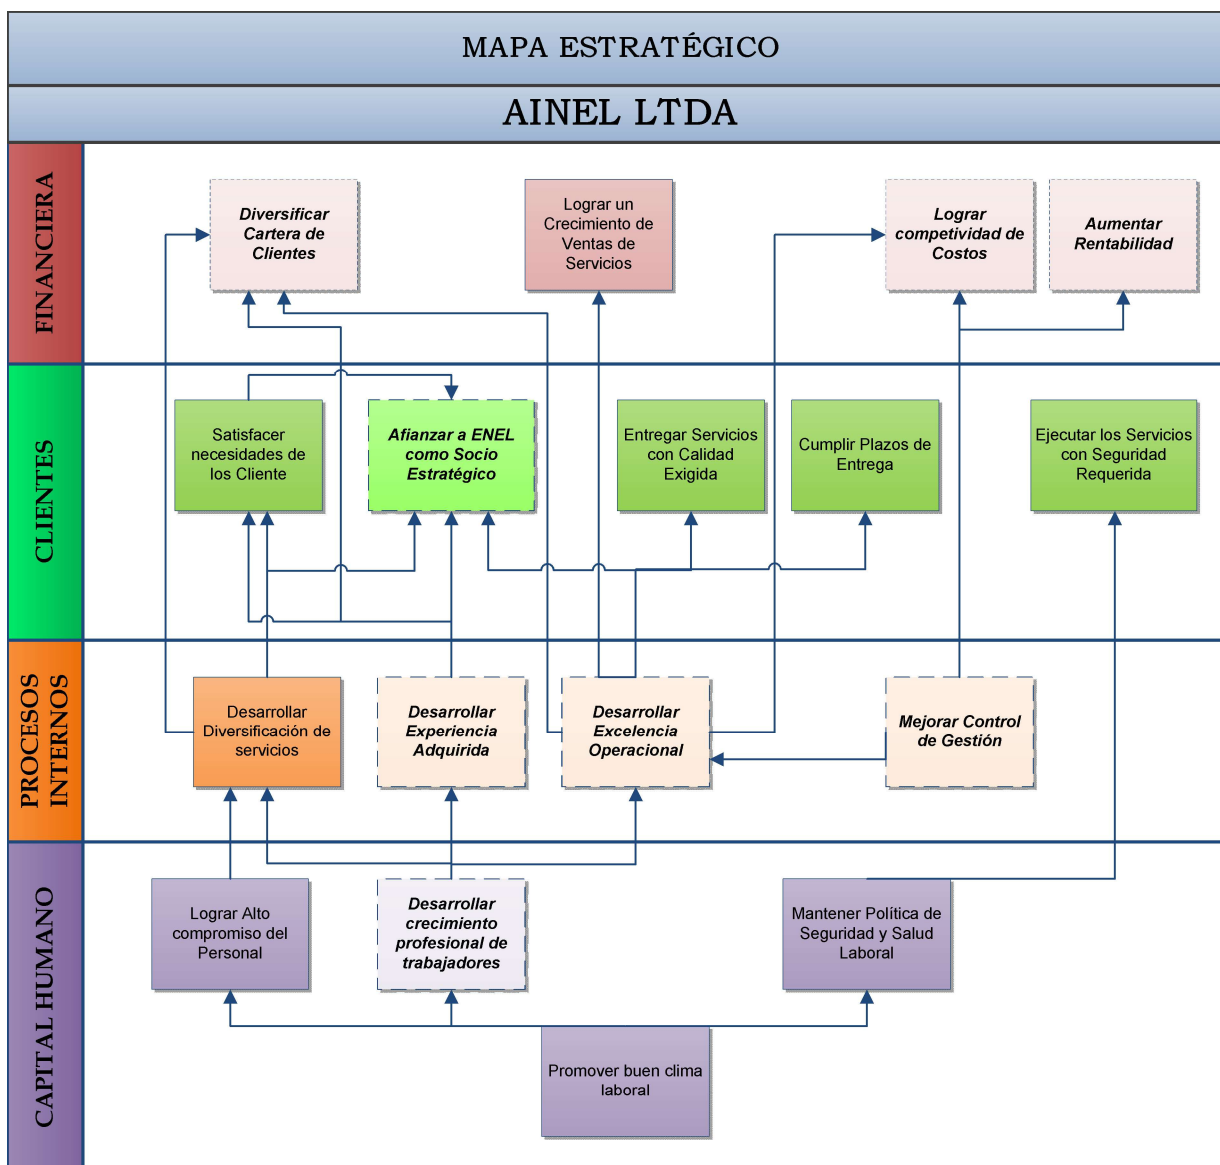 MAPA ESTRATÉGICO
AINEL LTDA
FINANCIERA
Diversificar
Cartera de
Clientes
Lograr un
Crecimiento de
Ventas de
Servicios
Lograr
competividad de
Costos
Aumentar
Rentabilidad
CLIENTES
Satisfacer
necesidades de
los Cliente
Afianzar a ENEL
como Socio
Estratégico
Entregar Servicios
con Calidad
Exigida
Cumplir Plazos de
Entrega
Ejecutar los Servicios
con Seguridad
Requerida
PROCESOS
INTERNOS
Desarrollar
Diversificación de
servicios
Desarrollar
Experiencia
Adquirida
Desarrollar
Excelencia
Operacional
Mejorar Control
de Gestión
CAPITAL HUMANO
Lograr Alto
compromiso del
Personal
Desarrollar
crecimiento
profesional de
trabajadores
Mantener Política de
Seguridad y Salud
Laboral
Promover buen clima
laboral